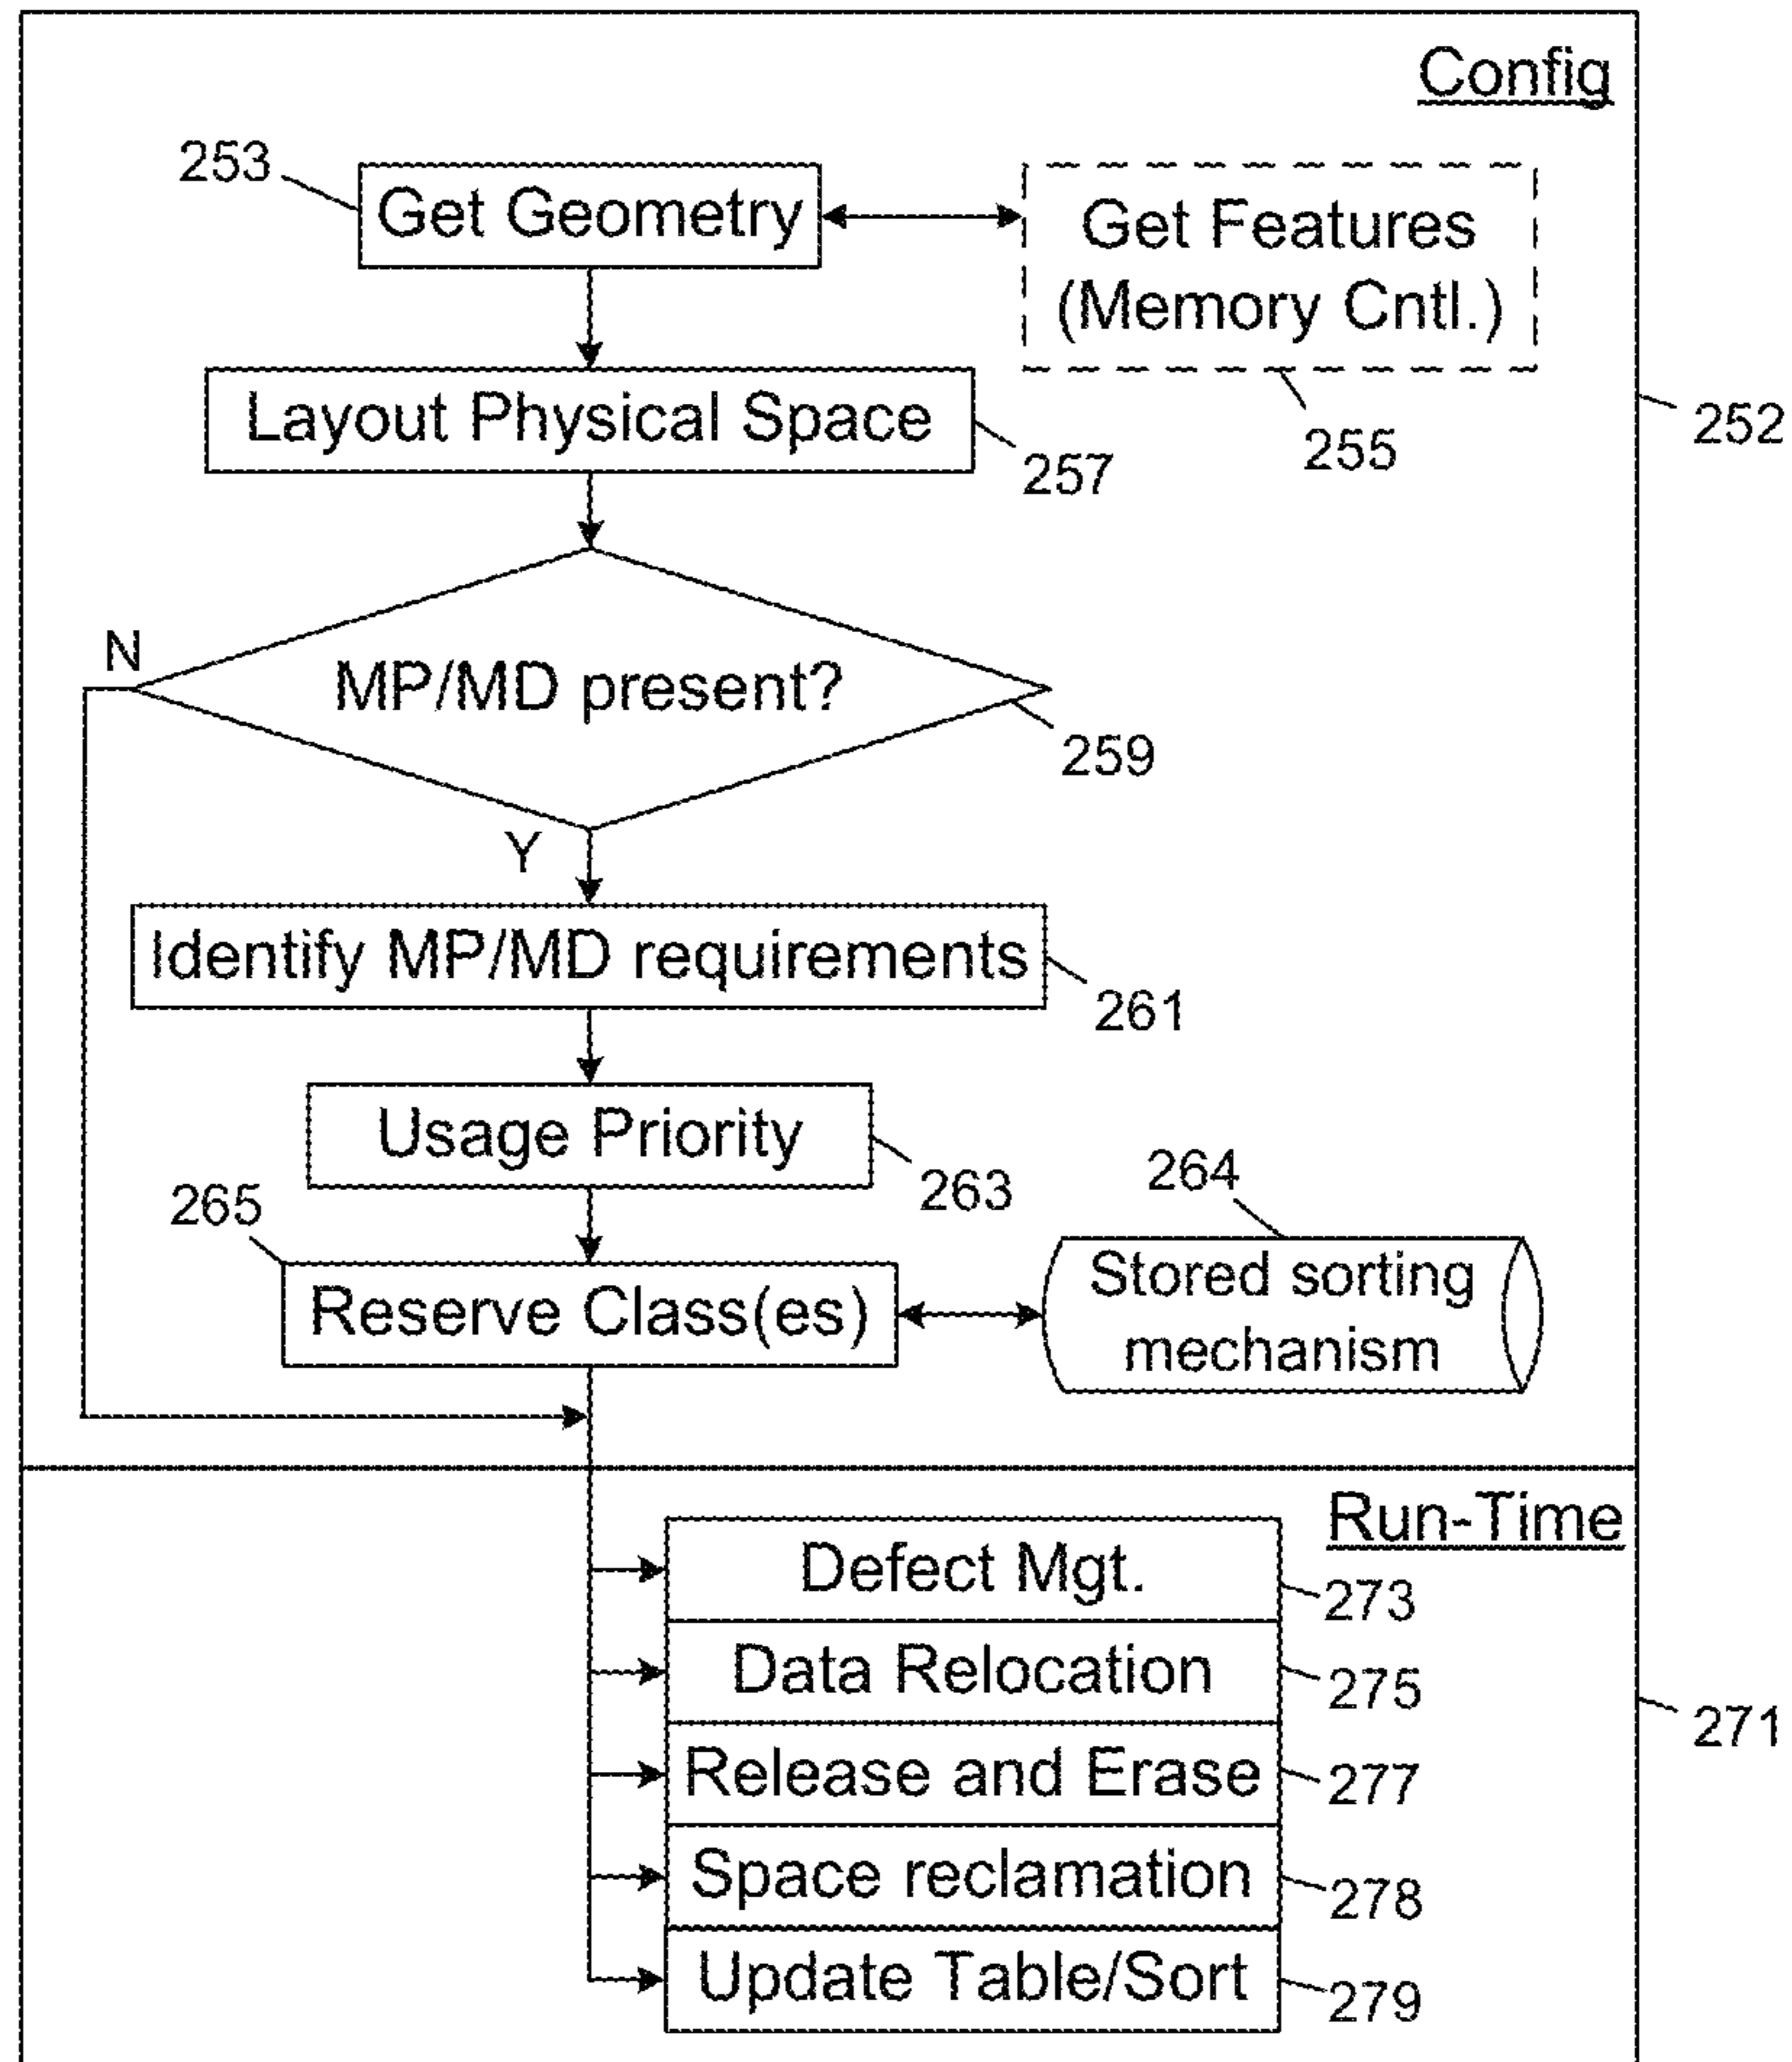 Config
253
Get Geometry
Get Features
(Memory Cntl.)
255
252
Layout Physical Space
257
N
MP/MD present?
259
Y
Identify MP/MD requirements
261
Usage Priority
263
264
265
Reserve Class(es)
Stored sorting
mechanism
Run-Time
Defect Mgt.
273
Data Relocation
275
271
Release and Erase
277
Space reclamation
278
Update Table/Sort
279